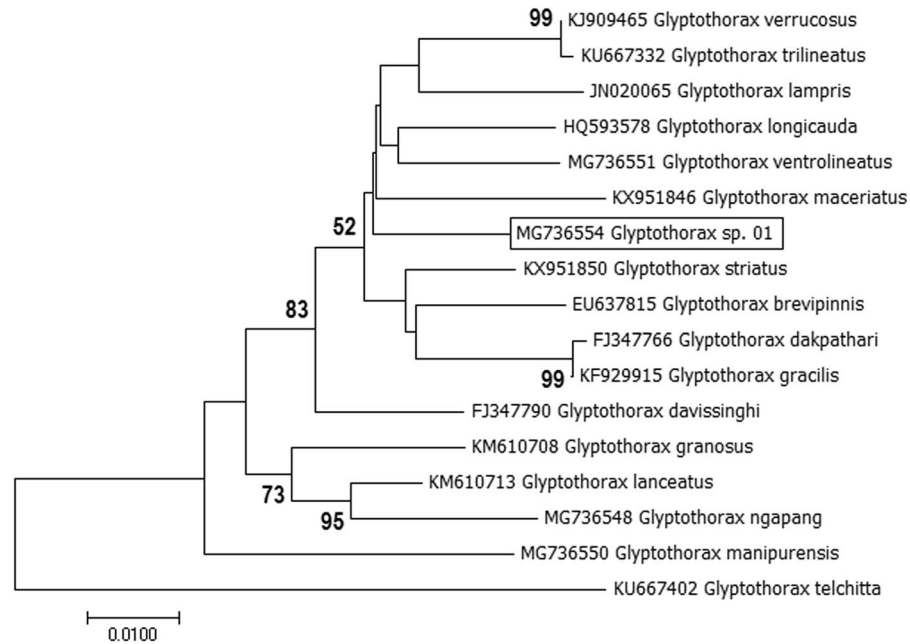 99
KJ909465 Glyptothorax verrucosus
KU667332 Glyptothorax trilineatus
JN020065 Glyptothorax lampris
HQ593578 Glyptothorax longicauda
MG736551 Glyptothorax ventrolineatus
KX951846 Glyptothorax maceriatus
52
MG736554 Glyptothorax sp. 01
KX951850 Glyptothorax striatus
83
EU637815 Glyptothorax brevipinnis
FJ347766 Glyptothorax dakpathari
99
KF929915 Glyptothorax gracilis
FJ347790 Glyptothorax davissinghi
KM610708 Glyptothorax granosus
73
KM610713 Glyptothorax lanceatus
95
MG736548 Glyptothorax ngapang
MG736550 Glyptothorax manipurensis
KU667402 Glyptothorax telchitta
0.0100